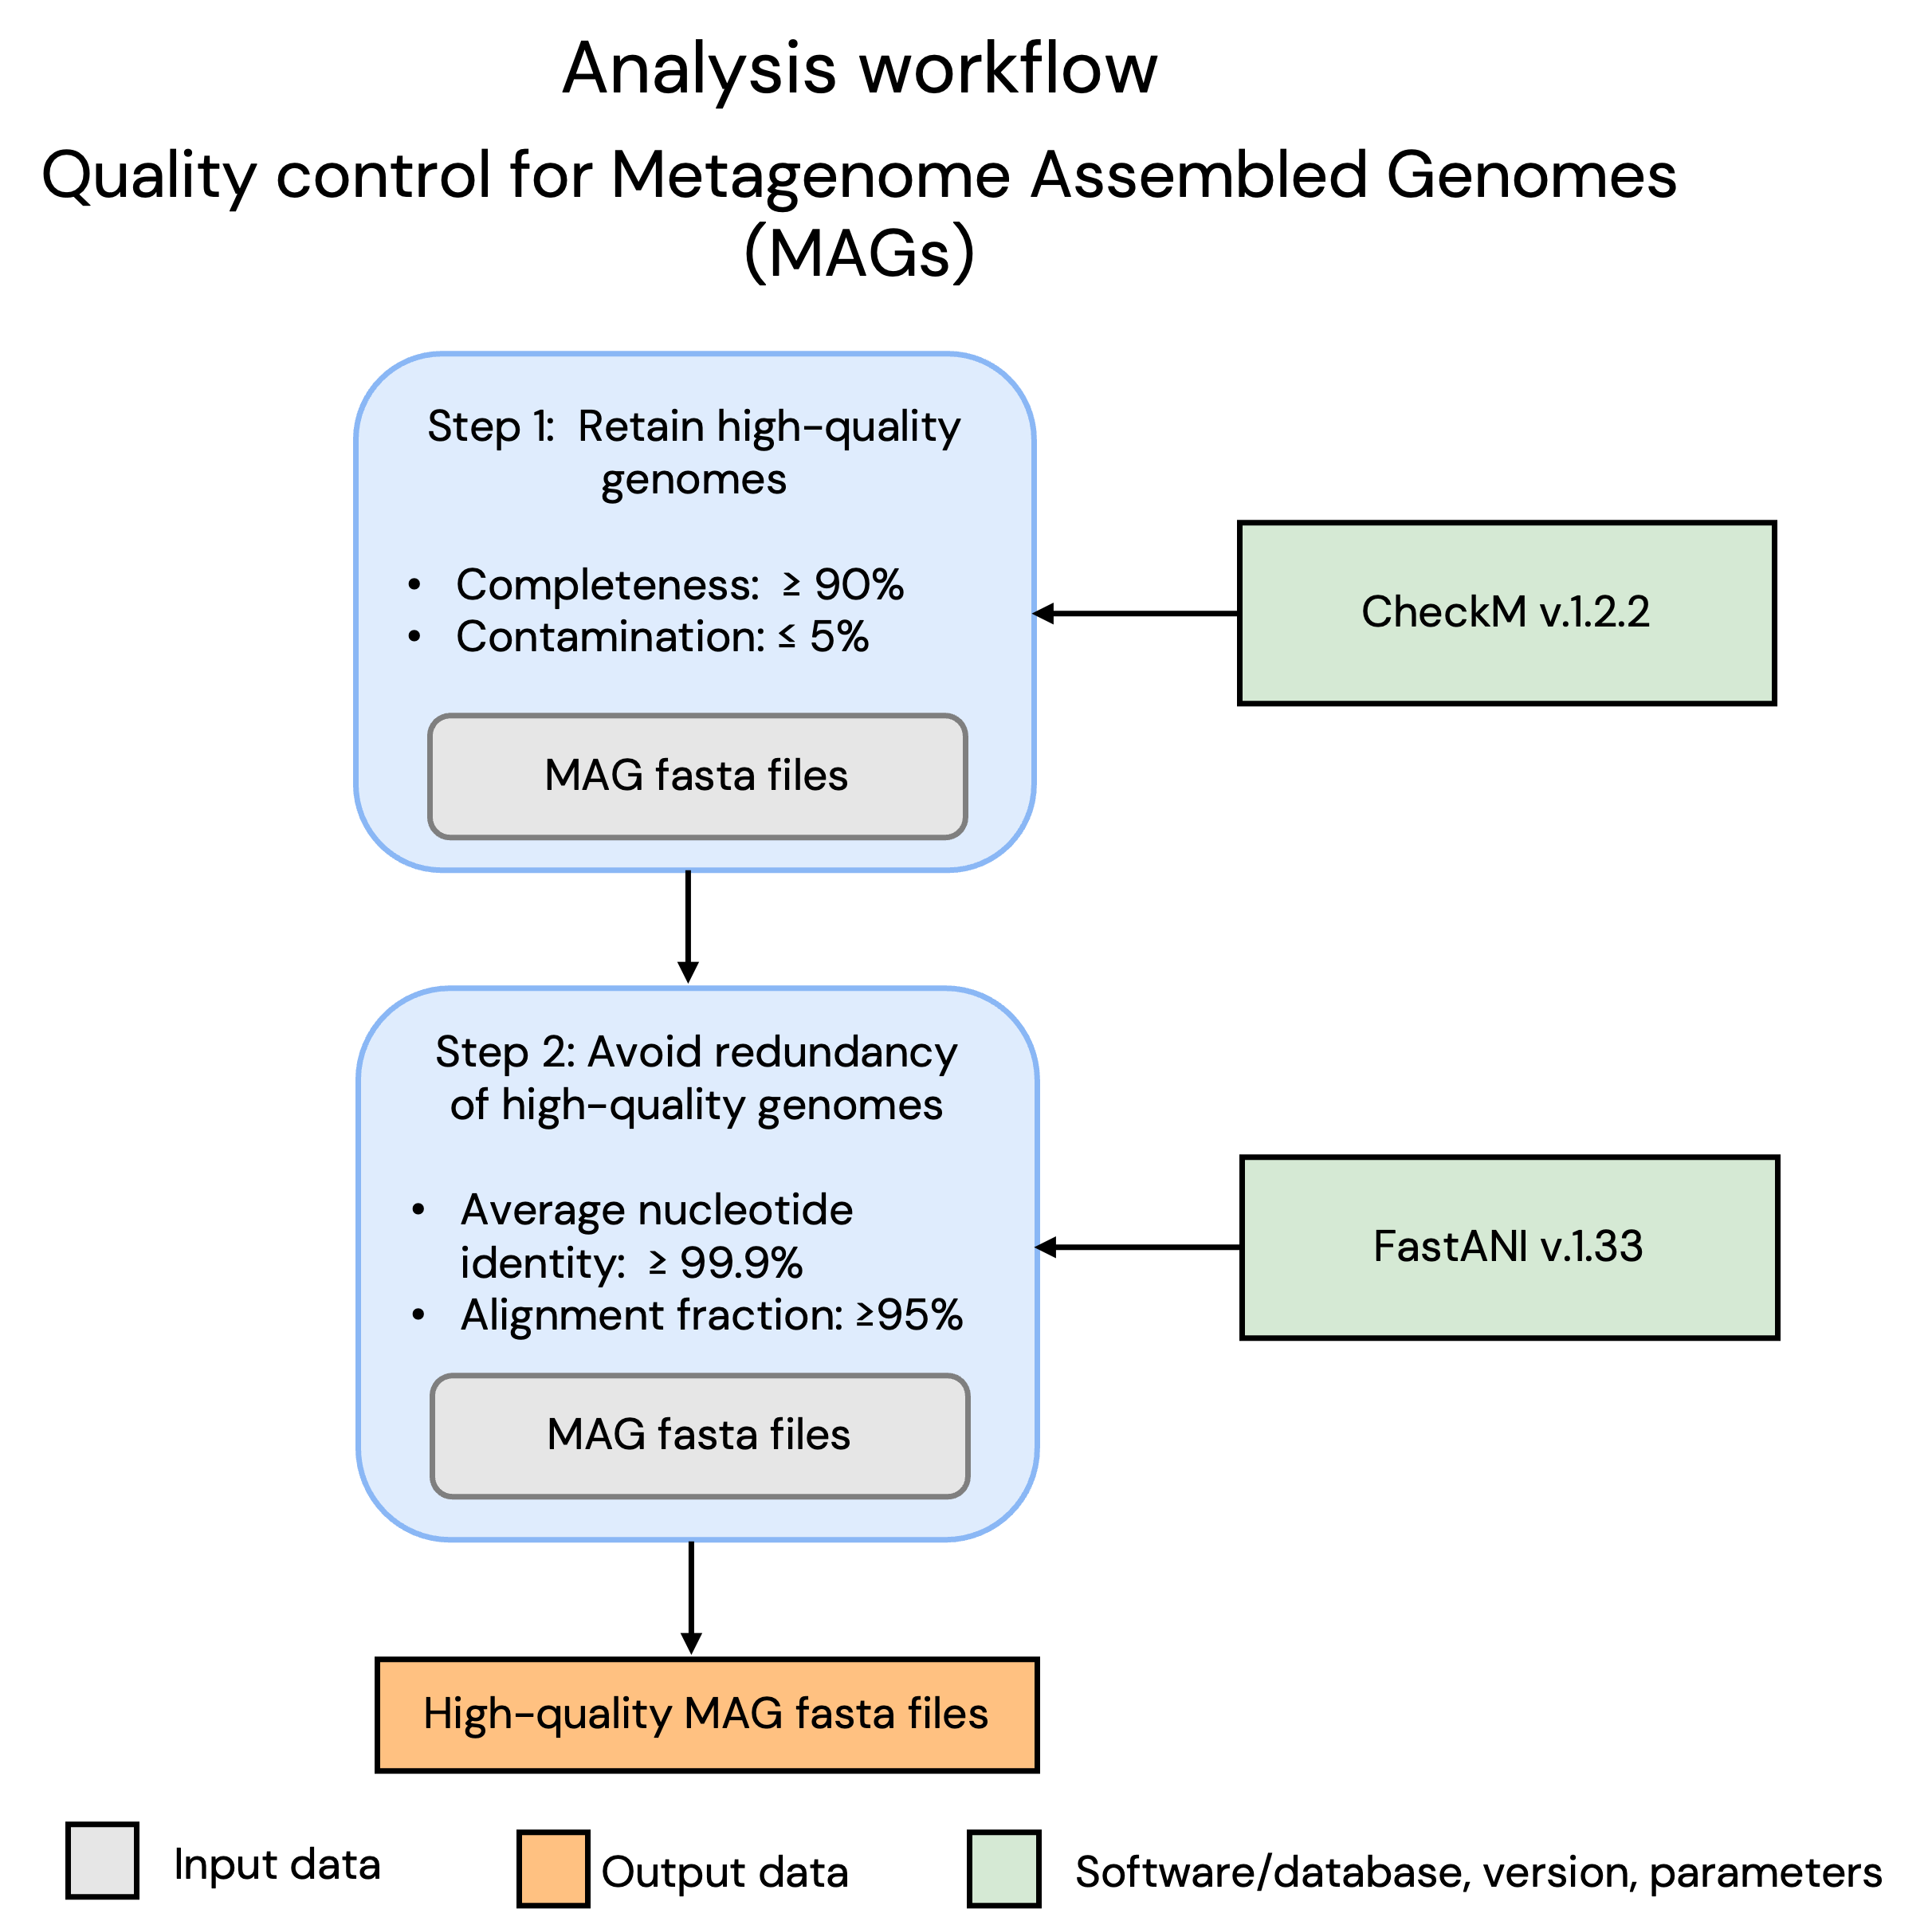 Analysis workflow
Quality control for Metagenome Assembled Genomes
(MAGs)
Step 1:  Retain high-quality
genomes
• Completeness:  ≥ 90%
• Contamination: ≤ 5%
CheckM v.1.2.2
MAG fasta files
Step 2: Avoid redundancy
of high-quality genomes
• Average nucleotide
identity:  ≥ 99.9%
• Alignment fraction: ≥95%
FastANI v.1.33
MAG fasta files
High-quality MAG fasta files
Input data
Output data
Software/database, version, parameters